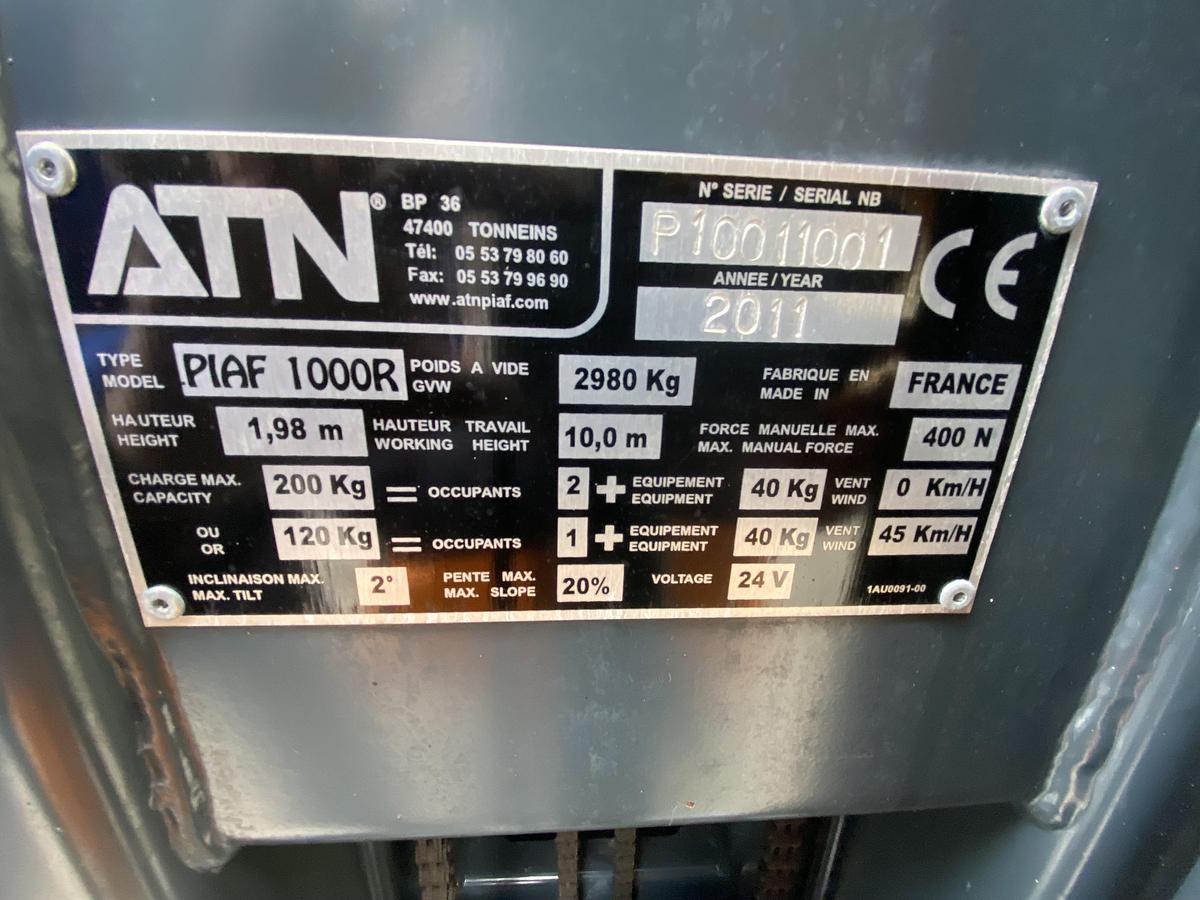 ATN®
BP 36
47400 TONNEINS
Tél: 05 53 79 80 60
Fax: 05 53 79 96 90
www.atnpiaf.com
N° SERIE / SERIAL NB
P10011001
ANNEE / YEAR
2011
CE
TYPE
MODEL
PIAF 1000R
POIDS A VIDE
GVW
2980 Kg
FABRIQUE EN
MADE IN
FRANCE
HAUTEUR
HEIGHT
1,98 m
HAUTEUR TRAVAIL
WORKING HEIGHT
10,0 m
FORCE MANUELLE MAX.
MAX. MANUAL FORCE
400 N
CHARGE MAX.
CAPACITY
200 Kg
= OCCUPANTS
2
+
EQUIPEMENT
EQUIPMENT
40 Kg
VENT
WIND
0 Km/H
OU
OR
120 Kg
= OCCUPANTS
1
+
EQUIPEMENT
EQUIPMENT
40 Kg
VENT
WIND
45 Km/H
INCLINAISON MAX.
MAX. TILT
2°
PENTE MAX.
MAX. SLOPE
20%
VOLTAGE
24 V
1AU0091-00